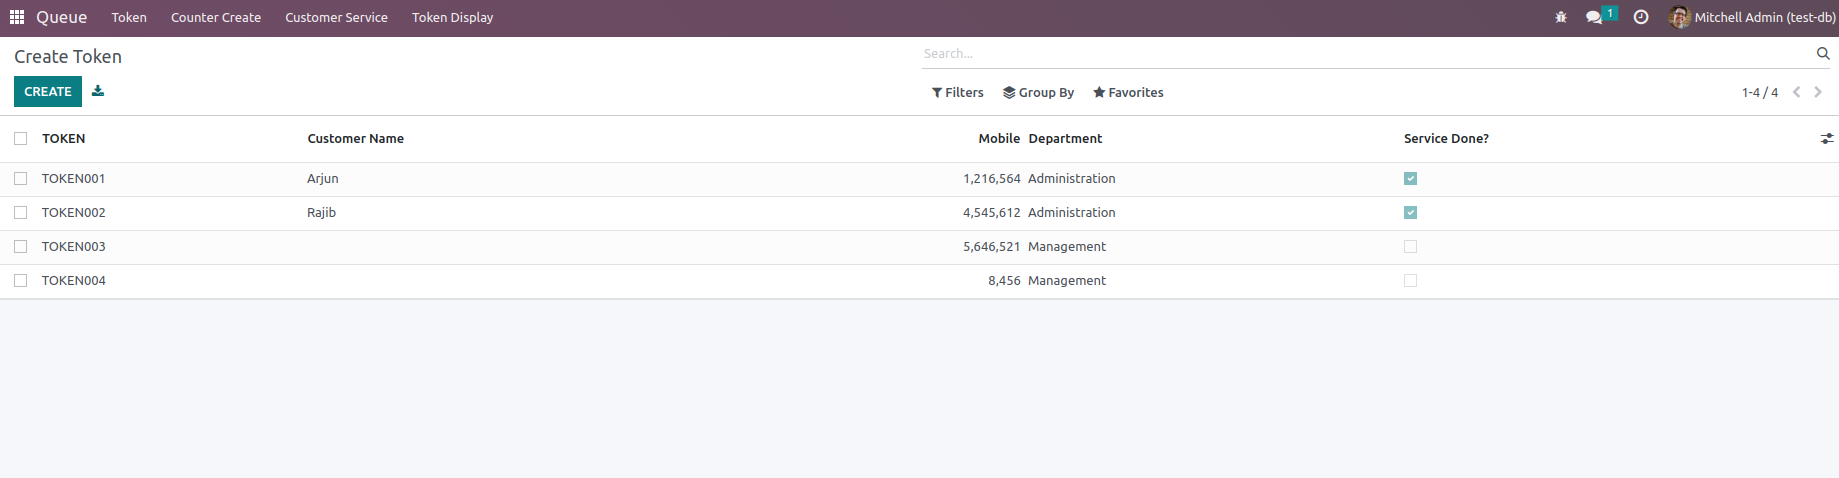 Queue Token Counter Create Customer Service Token Display 1 Mitchell Admin (test-db)
Create Token Search...
CREATE Filters Group By Favorites 1-4 / 4
TOKEN Customer Name Mobile Department Service Done?
TOKEN001 Arjun 1,216,564 Administration
TOKEN002 Rajib 4,545,612 Administration
TOKEN003 5,646,521 Management
TOKEN004 8,456 Management